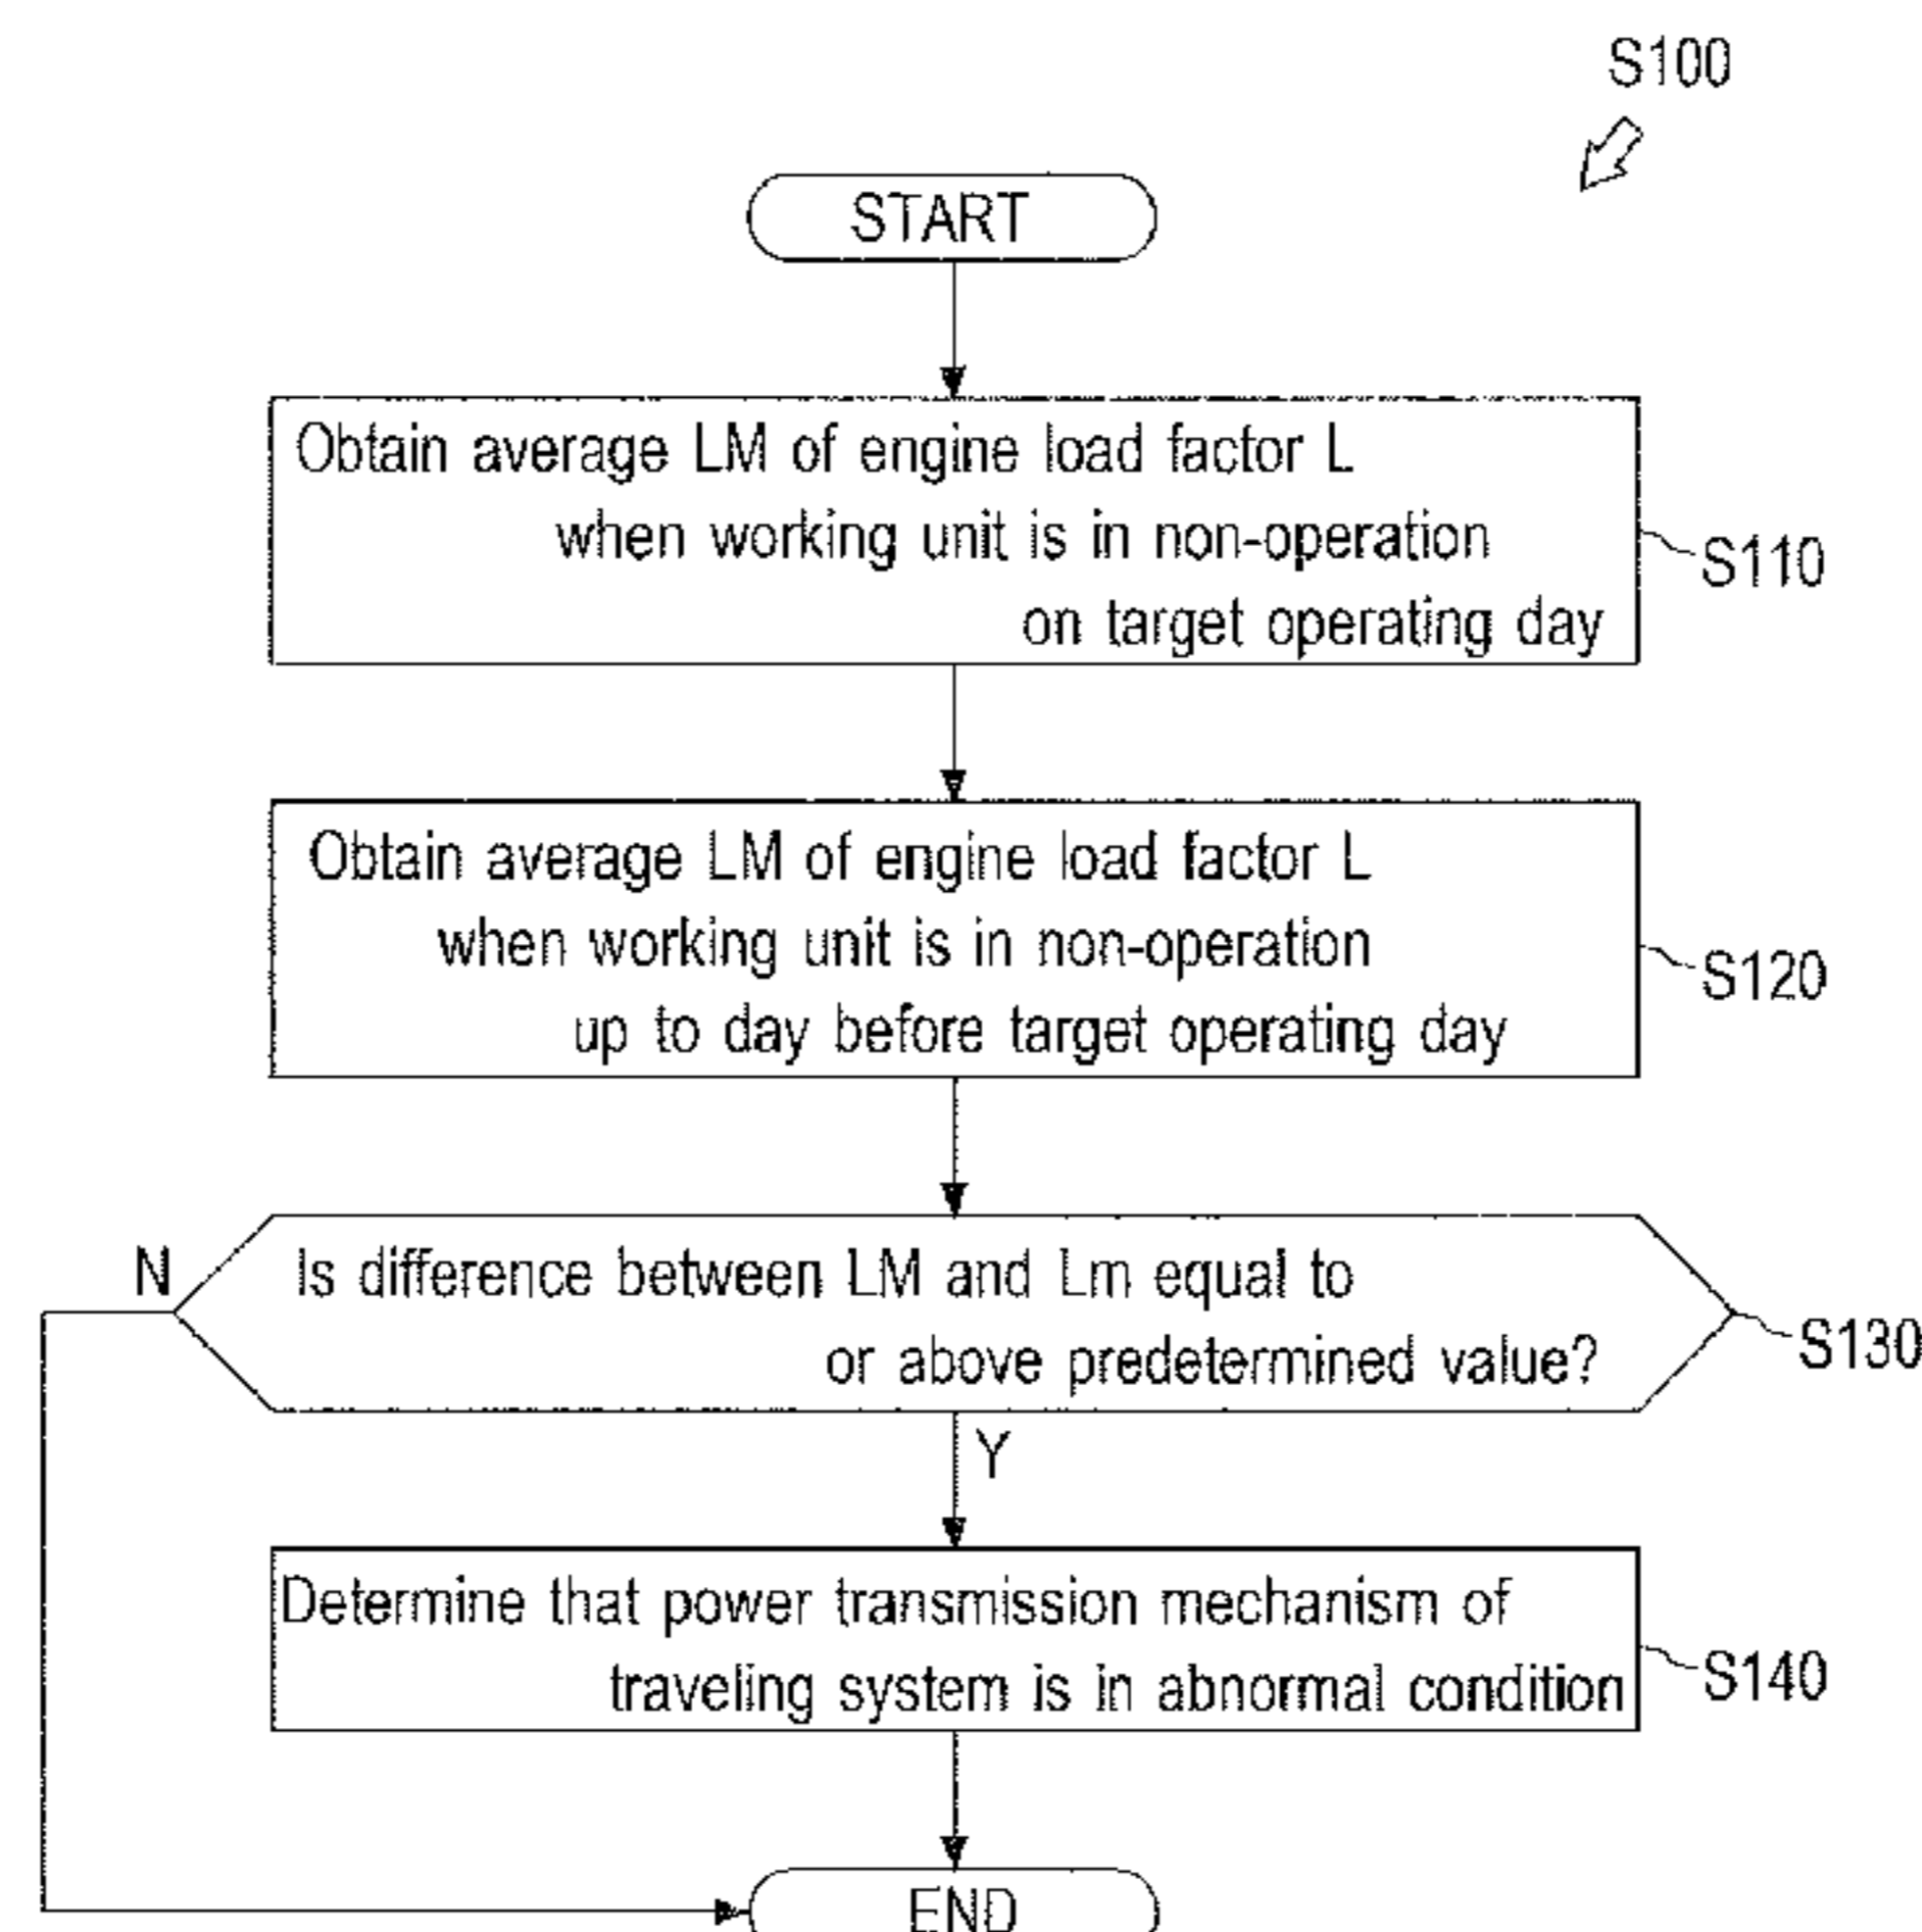 S100
START
Obtain average LM of engine load factor L
when working unit is in non-operation
on target operating day
S110
Obtain average LM of engine load factor L
when working unit is in non-operation
up to day before target operating day
S120
N
Is difference between LM and Lm equal to
or above predetermined value?
S130
Y
Determine that power transmission mechanism of
traveling system is in abnormal condition
S140
END